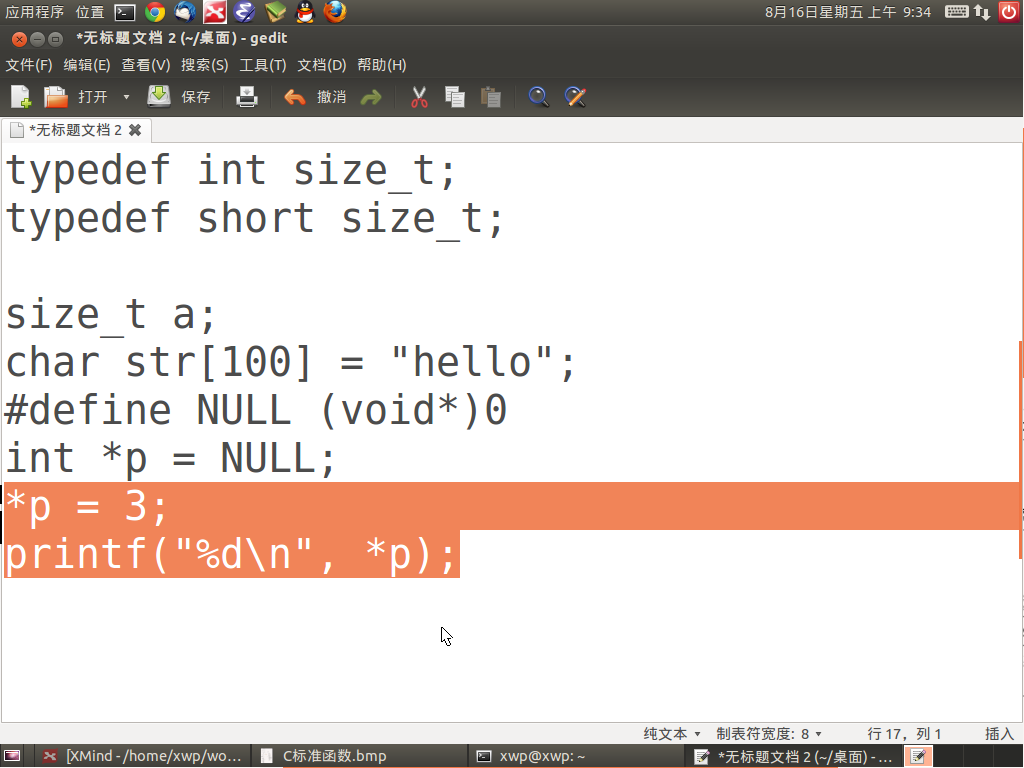 应用程序 位置 8月16日星期五 上午 9:34
*无标题文档 2 (~/桌面) - gedit
文件(F) 编辑(E) 查看(V) 搜索(S) 工具(T) 文档(D) 帮助(H)
打开 保存 撤消
*无标题文档 2
typedef int size_t;
typedef short size_t;
size_t a;
char str[100] = "hello";
#define NULL (void*)0
int *p = NULL;
*p = 3;
printf("%d\n", *p);
纯文本 制表符宽度: 8 行 17，列 1 插入
[XMind - /home/xwp/wo... C标准函数.bmp xwp@xwp: ~ *无标题文档 2 (~/桌面) - ...